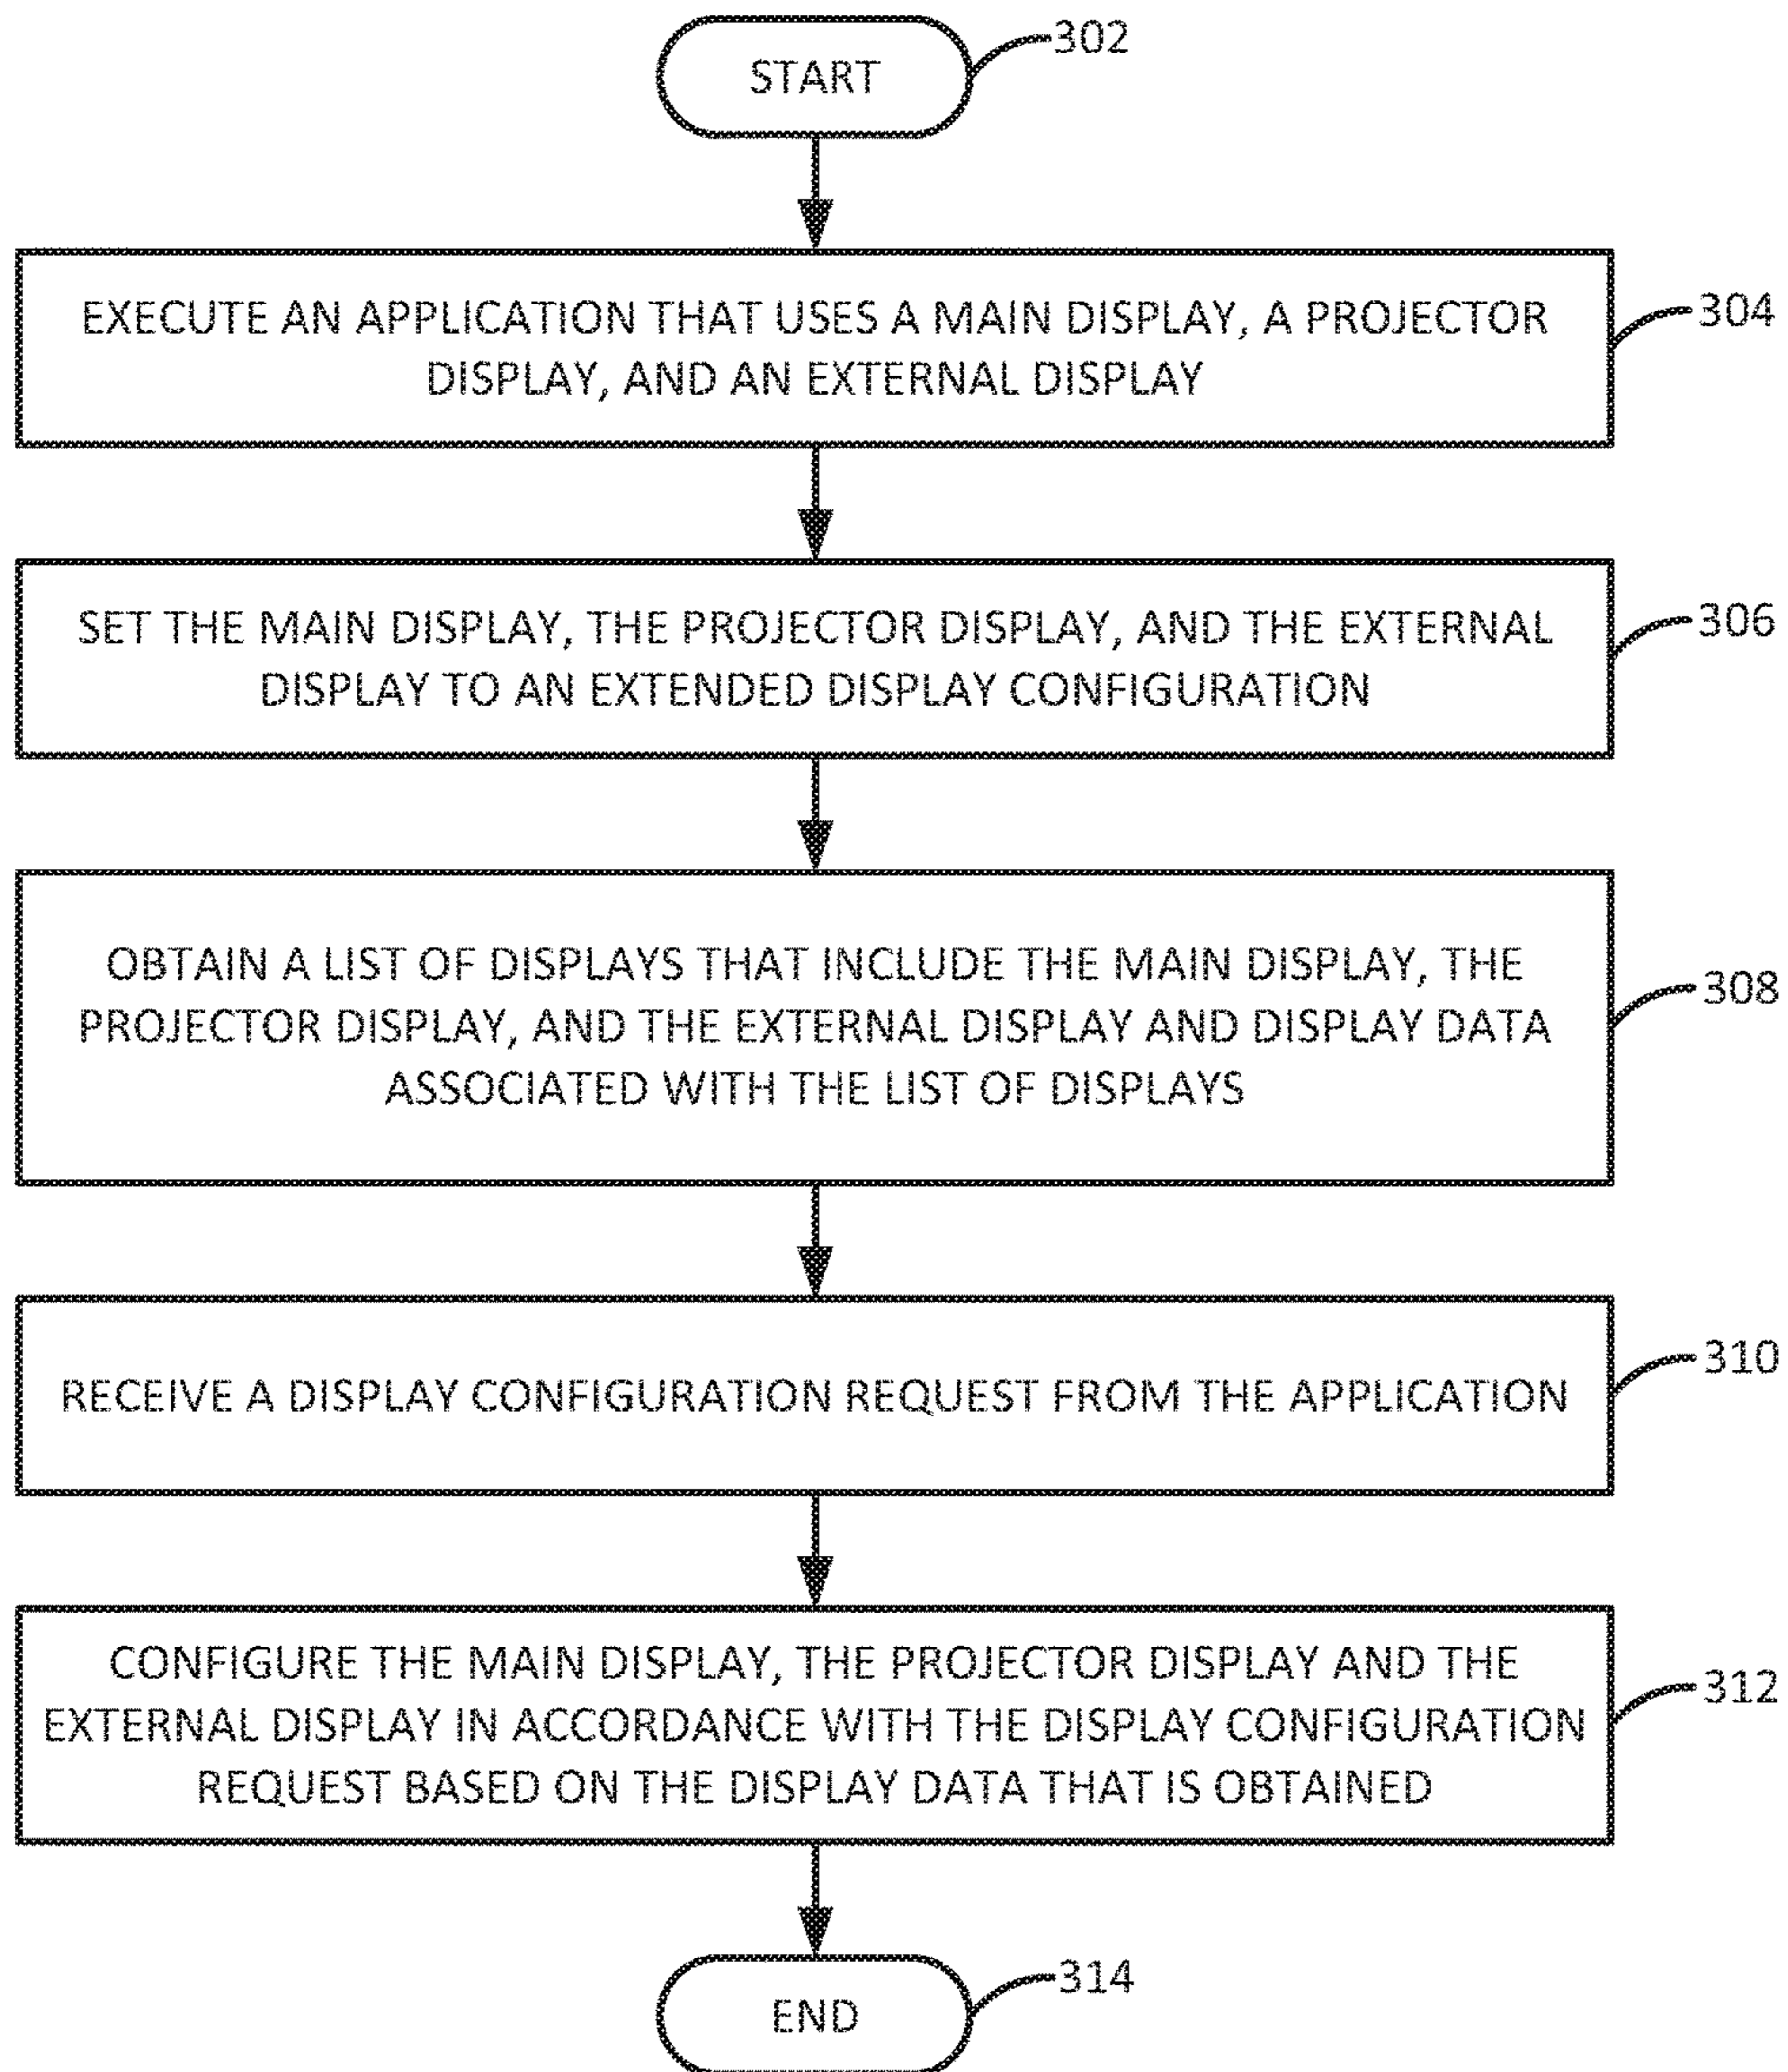 START
302
EXECUTE AN APPLICATION THAT USES A MAIN DISPLAY, A PROJECTOR
DISPLAY, AND AN EXTERNAL DISPLAY
304
SET THE MAIN DISPLAY, THE PROJECTOR DISPLAY, AND THE EXTERNAL
DISPLAY TO AN EXTENDED DISPLAY CONFIGURATION
306
OBTAIN A LIST OF DISPLAYS THAT INCLUDE THE MAIN DISPLAY, THE
PROJECTOR DISPLAY, AND THE EXTERNAL DISPLAY AND DISPLAY DATA
ASSOCIATED WITH THE LIST OF DISPLAYS
308
RECEIVE A DISPLAY CONFIGURATION REQUEST FROM THE APPLICATION
310
CONFIGURE THE MAIN DISPLAY, THE PROJECTOR DISPLAY AND THE
EXTERNAL DISPLAY IN ACCORDANCE WITH THE DISPLAY CONFIGURATION
REQUEST BASED ON THE DISPLAY DATA THAT IS OBTAINED
312
END
314